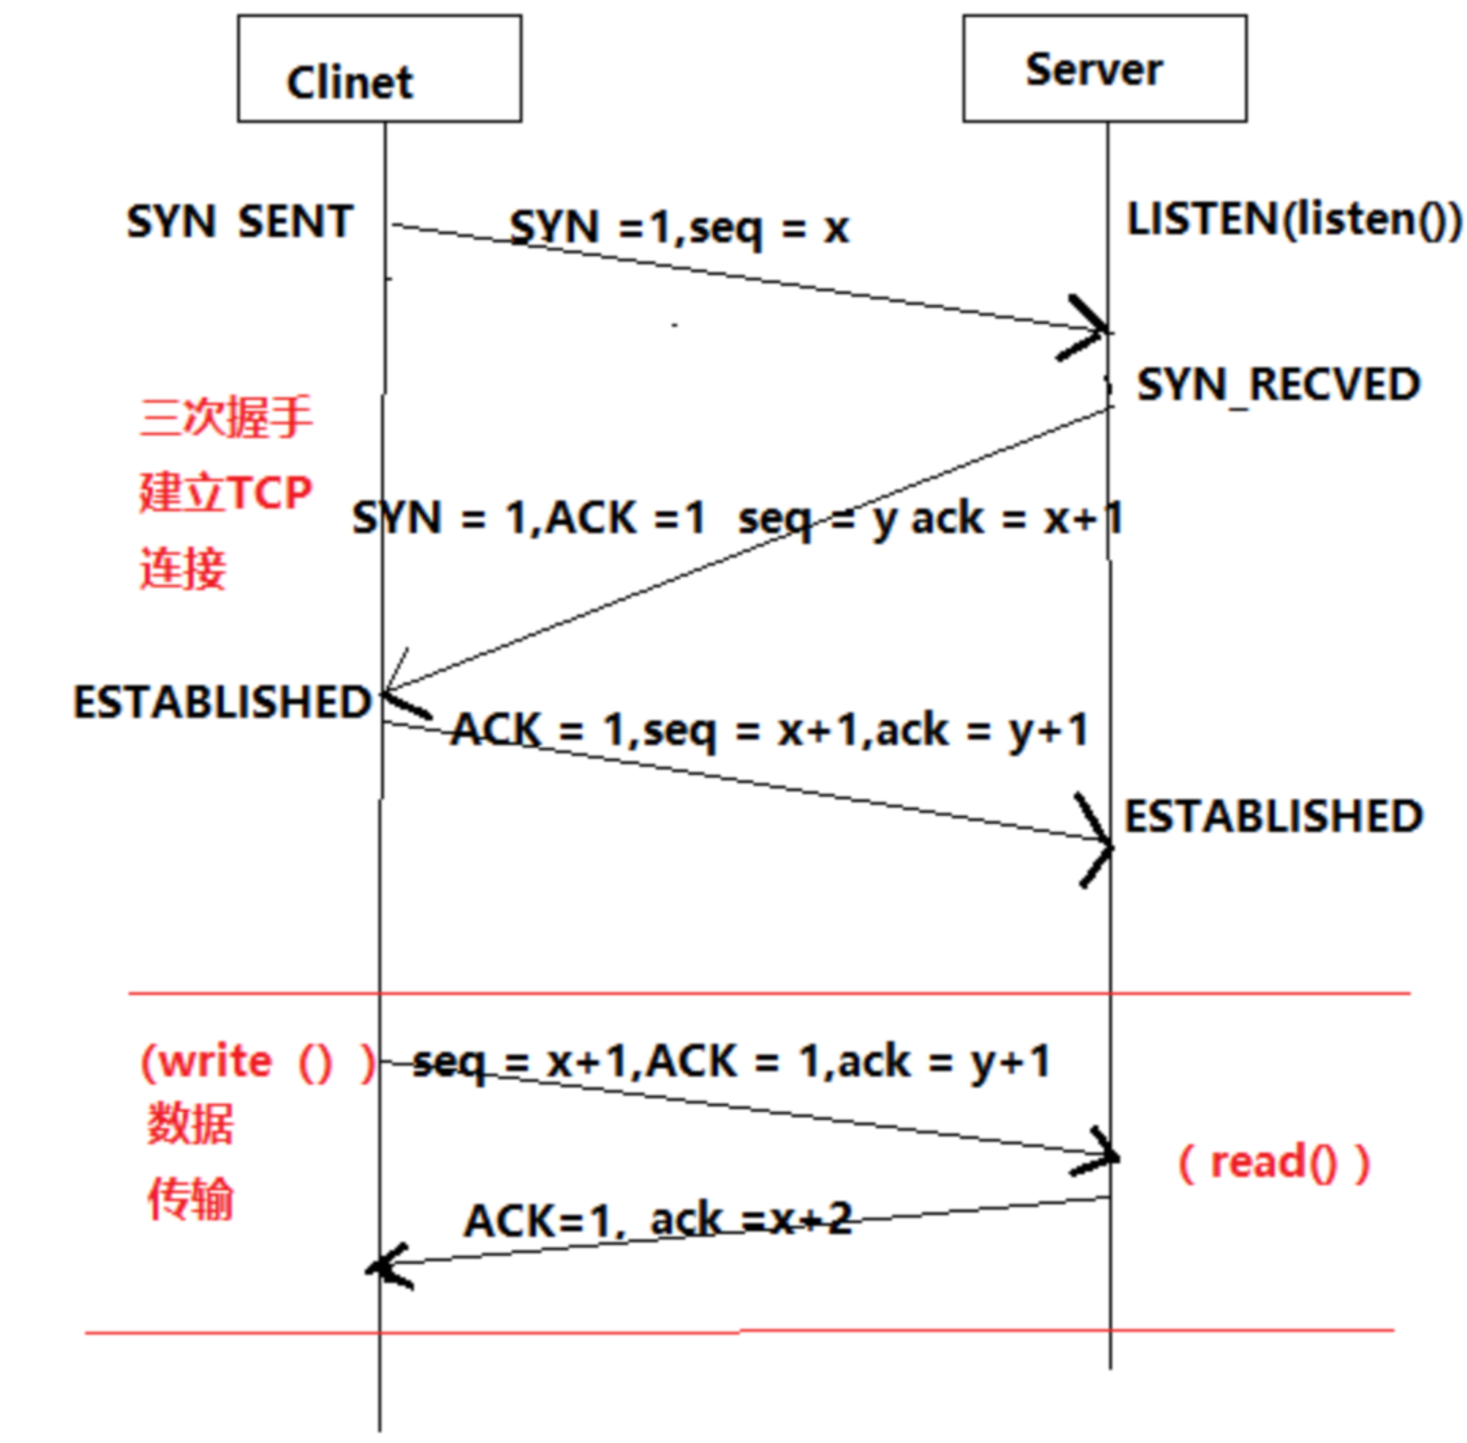 Clinet
Server
SYN SENT
SYN =1,seq = x
LISTEN(listen())
SYN_RECVED
三次握手
建立TCP
连接
SYN = 1,ACK =1 seq = y ack = x+1
ESTABLISHED
ACK = 1,seq = x+1,ack = y+1
ESTABLISHED
(write () )
seq = x+1,ACK = 1,ack = y+1
数据
传输
( read() )
ACK=1, ack =x+2